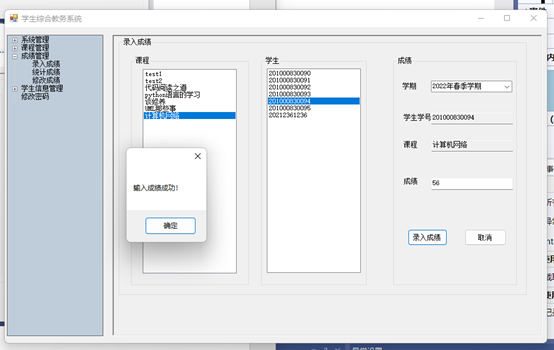 学生综合教务系统
系统管理
课程管理
成绩管理
录入成绩
统计成绩
修改成绩
学生信息管理
修改密码
录入成绩
课程
test1
test2
代码阅读之道
python语言的学习
谈修养
UML那些事
计算机网络
学生
201000830090
201000830091
201000830092
201000830093
201000830094
201000830095
20212361236
成绩
学期
2022年春季学期
学生学号
201000830094
课程
计算机网络
成绩
56
录入成绩
取消
输入成绩成功!
确定